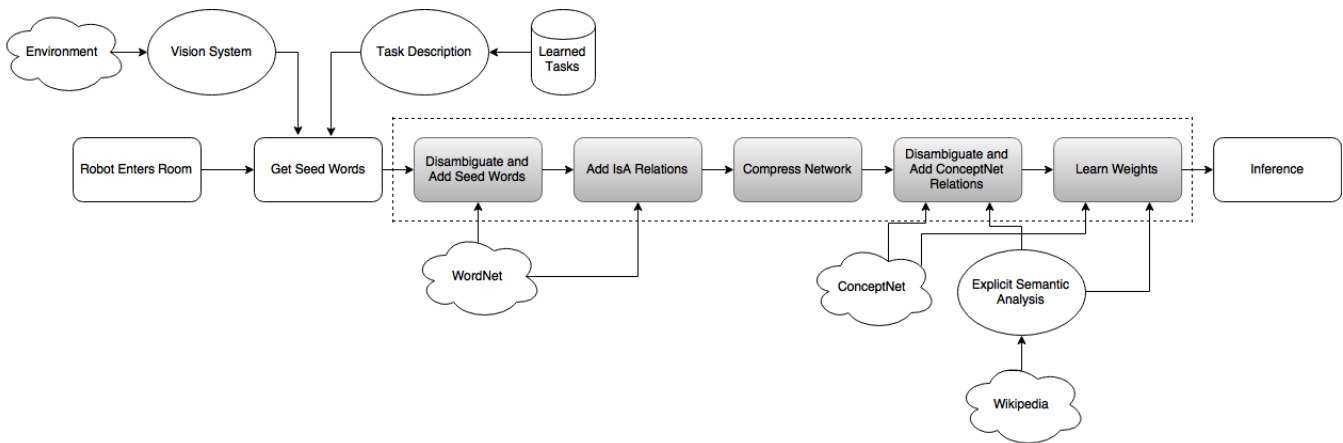 Environment
Vision System
Task Description
Learned
Tasks
Robot Enters Room
Get Seed Words
Disambiguate and
Add Seed Words
Add IsA Relations
Compress Network
Disambiguate and
Add ConceptNet
Relations
Learn Weights
Inference
WordNet
ConceptNet
Explicit Semantic
Analysis
Wikipedia